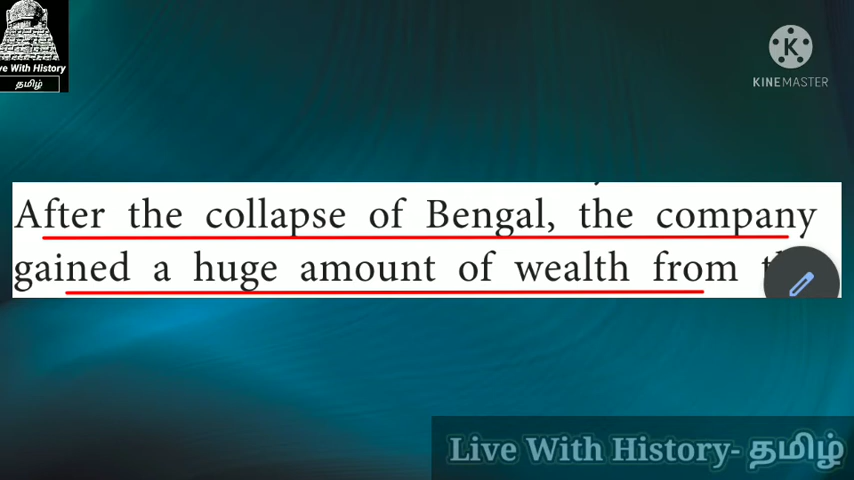 Live With History
தமிழ்
KINEMASTER
After the collapse of Bengal, the company
gained a huge amount of wealth from
Live With History- தமிழ்